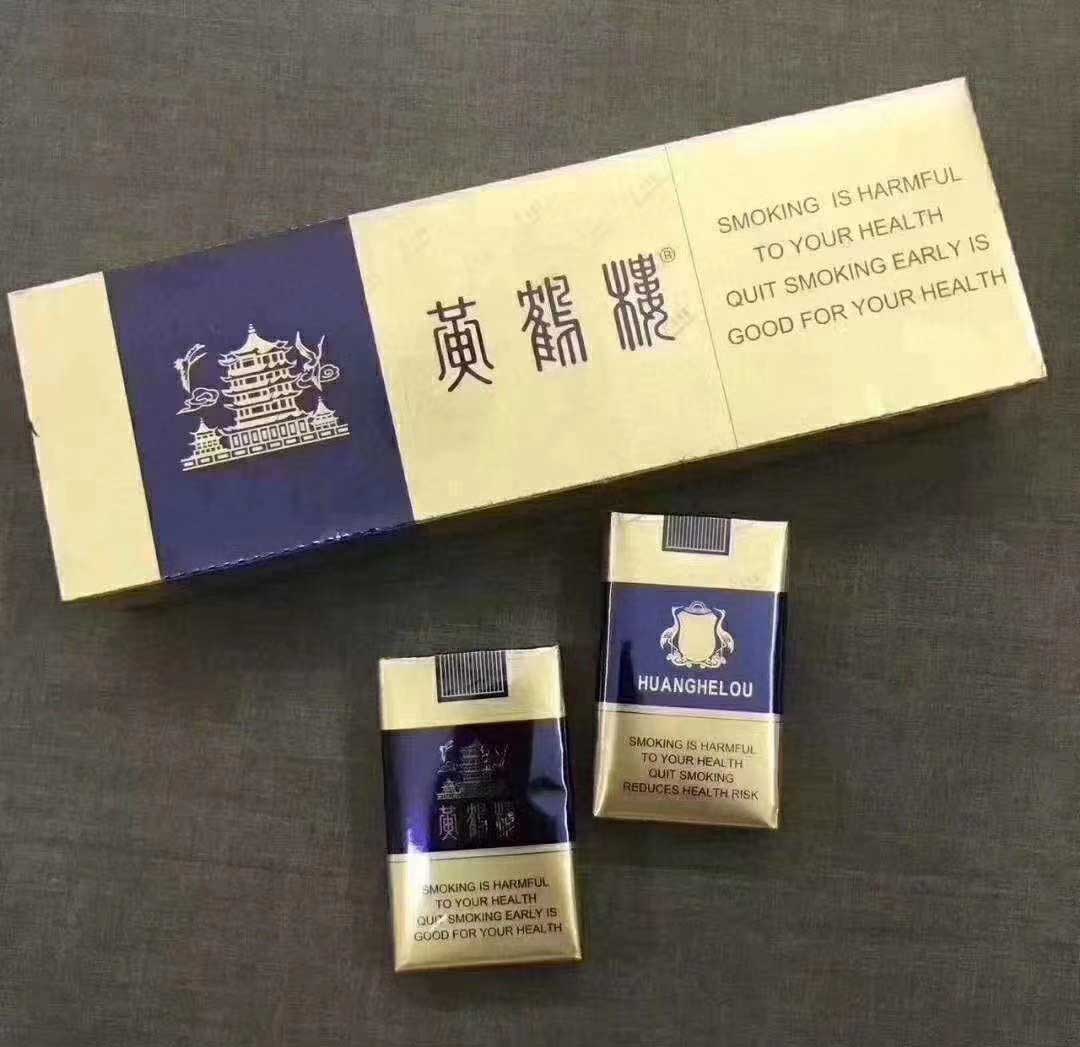 黄鹤楼®
SMOKING IS HARMFUL
TO YOUR HEALTH
QUIT SMOKING EARLY IS
GOOD FOR YOUR HEALTH
HUANGHELOU
SMOKING IS HARMFUL
TO YOUR HEALTH
QUIT SMOKING
REDUCES HEALTH RISK
黄鹤楼
SMOKING IS HARMFUL
TO YOUR HEALTH
QUIT SMOKING EARLY IS
GOOD FOR YOUR HEALTH